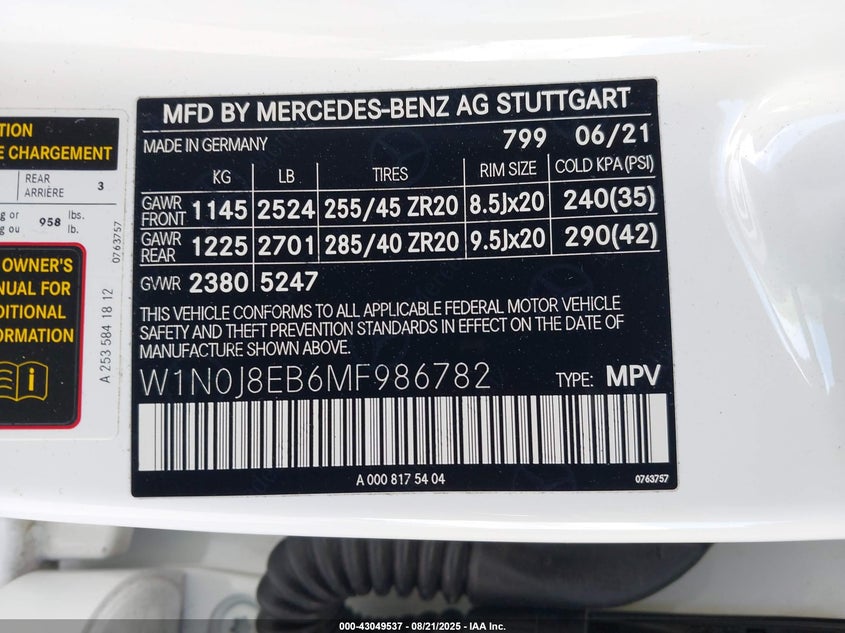 TION
E CHARGEMENT
REAR
ARRIÈRE 3
g or
g ou 958 lbs.
lb.
0763757
OWNER'S
NUAL FOR
DITIONAL
ORMATION
A 253 584 18 12
MFD BY MERCEDES-BENZ AG STUTTGART
MADE IN GERMANY 799 06/21
KG LB TIRES RIM SIZE COLD KPA(PSI)
GAWR
FRONT 1145 2524 255/45 ZR20 8.5Jx20 240(35)
GAWR
REAR 1225 2701 285/40 ZR20 9.5Jx20 290(42)
GVWR 2380 5247
THIS VEHICLE CONFORMS TO ALL APPLICABLE FEDERAL MOTOR VEHICLE
SAFETY AND THEFT PREVENTION STANDARDS IN EFFECT ON THE DATE OF
MANUFACTURE SHOWN ABOVE.
W1N0J8EB6MF986782 TYPE: MPV
A 000 817 54 04 0763757
000-43049537 - 08/21/2025 - IAA Inc.